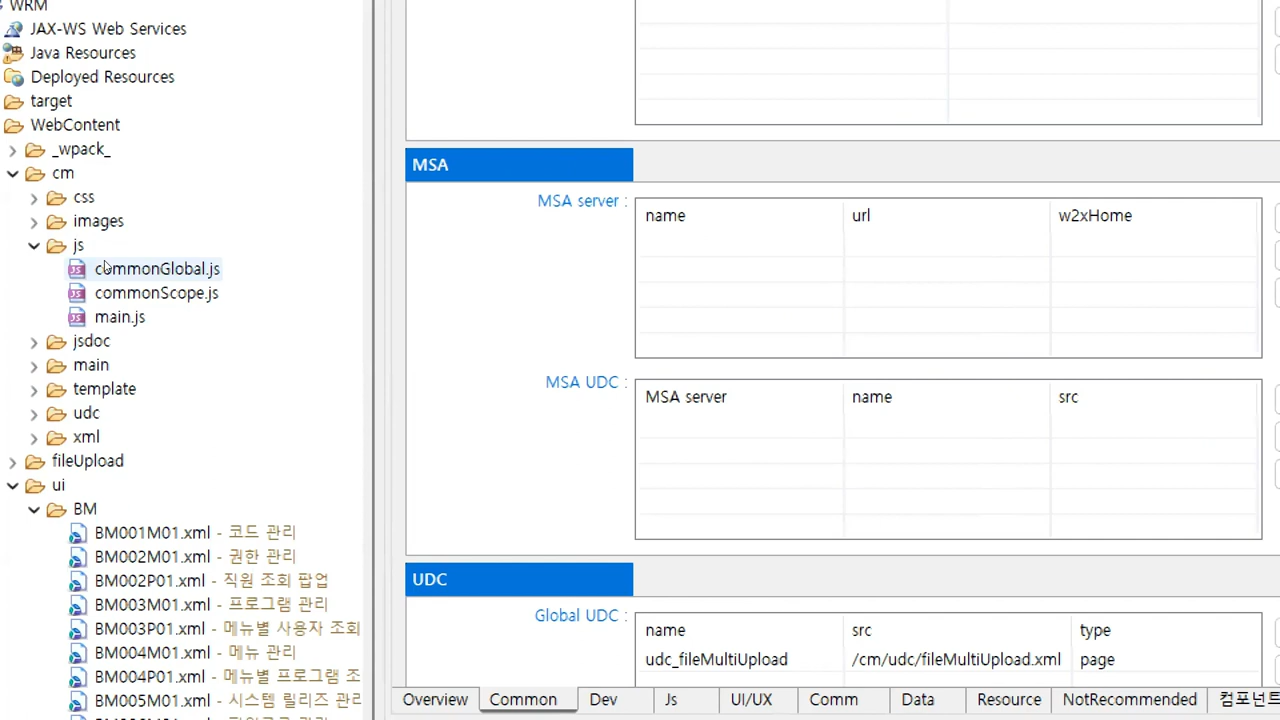 WRM
JAX-WS Web Services
Java Resources
Deployed Resources
target
WebContent
_wpack_
cm
css
images
js
commonGlobal.js
commonScope.js
main.js
jsdoc
main
template
udc
xml
fileUpload
ui
BM
BM001M01.xml - 코드 관리
BM002M01.xml - 권한 관리
BM002P01.xml - 직원 조회 팝업
BM003M01.xml - 프로그램 관리
BM003P01.xml - 메뉴별 사용자 조회
BM004M01.xml - 메뉴 관리
BM004P01.xml - 메뉴별 프로그램 조
BM005M01.xml - 시스템 릴리즈 관리
MSA
MSA server :
name url w2xHome
MSA UDC :
MSA server name src
UDC
Global UDC :
name src type
udc_fileMultiUpload /cm/udc/fileMultiUpload.xml page
Overview Common Dev Js UI/UX Comm Data Resource NotRecommended 컴포넌트